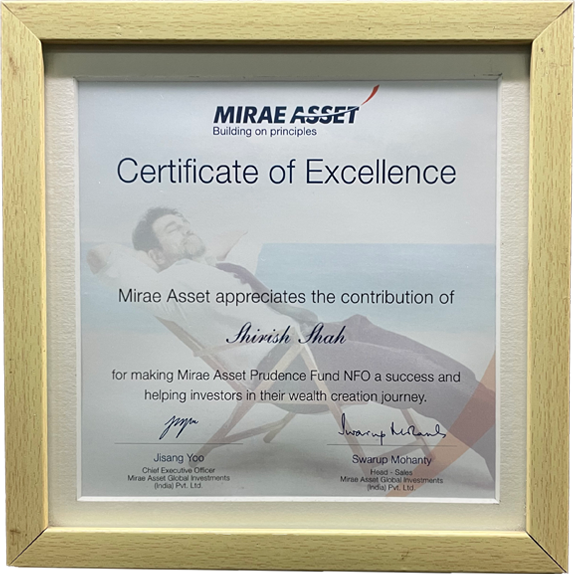 MIRAE ASSET
Building on principles
Certificate of Excellence
Mirae Asset appreciates the contribution of
Shirish Shah
for making Mirae Asset Prudence Fund NFO a success and
helping investors in their wealth creation journey.
Swarup Mohanty
Jisang Yoo
Chief Executive Officer
Mirae Asset Global Investments
(India) Pvt. Ltd.
Swarup Mohanty
Head - Sales
Mirae Asset Global Investments
(India) Pvt. Ltd.